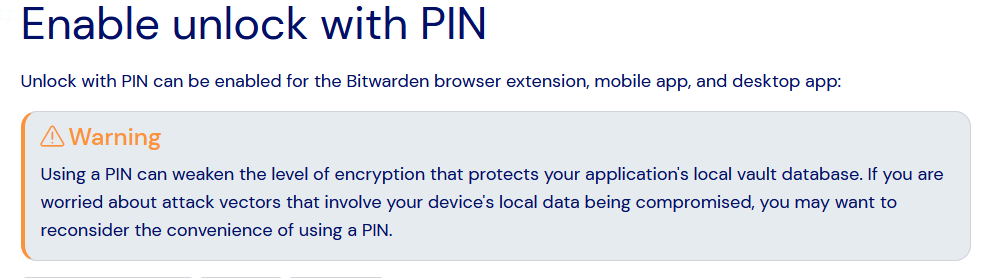 Enable unlock with PIN
Unlock with PIN can be enabled for the Bitwarden browser extension, mobile app, and desktop app:
Warning
Using a PIN can weaken the level of encryption that protects your application's local vault database. If you are
worried about attack vectors that involve your device's local data being compromised, you may want to
reconsider the convenience of using a PIN.